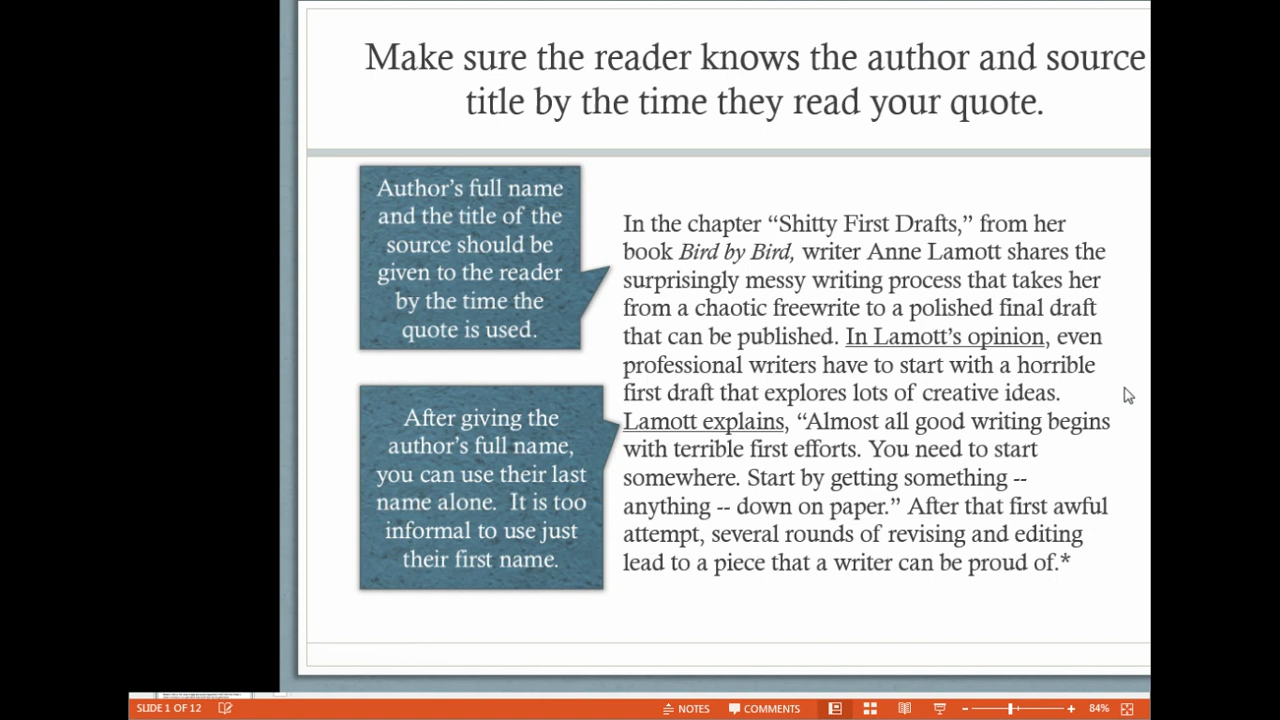 Make sure the reader knows the author and source
title by the time they read your quote.
Author’s full name
and the title of the
source should be
given to the reader
by the time the
quote is used.
After giving the
author’s full name,
you can use their last
name alone.  It is too
informal to use just
their first name.
In the chapter “Shitty First Drafts,” from her
book Bird by Bird, writer Anne Lamott shares the
surprisingly messy writing process that takes her
from a chaotic freewrite to a polished final draft
that can be published. In Lamott’s opinion, even
professional writers have to start with a horrible
first draft that explores lots of creative ideas.
Lamott explains, “Almost all good writing begins
with terrible first efforts. You need to start
somewhere. Start by getting something --
anything -- down on paper.” After that first awful
attempt, several rounds of revising and editing
lead to a piece that a writer can be proud of.*
SLIDE 1 OF 12
NOTES
COMMENTS
84%